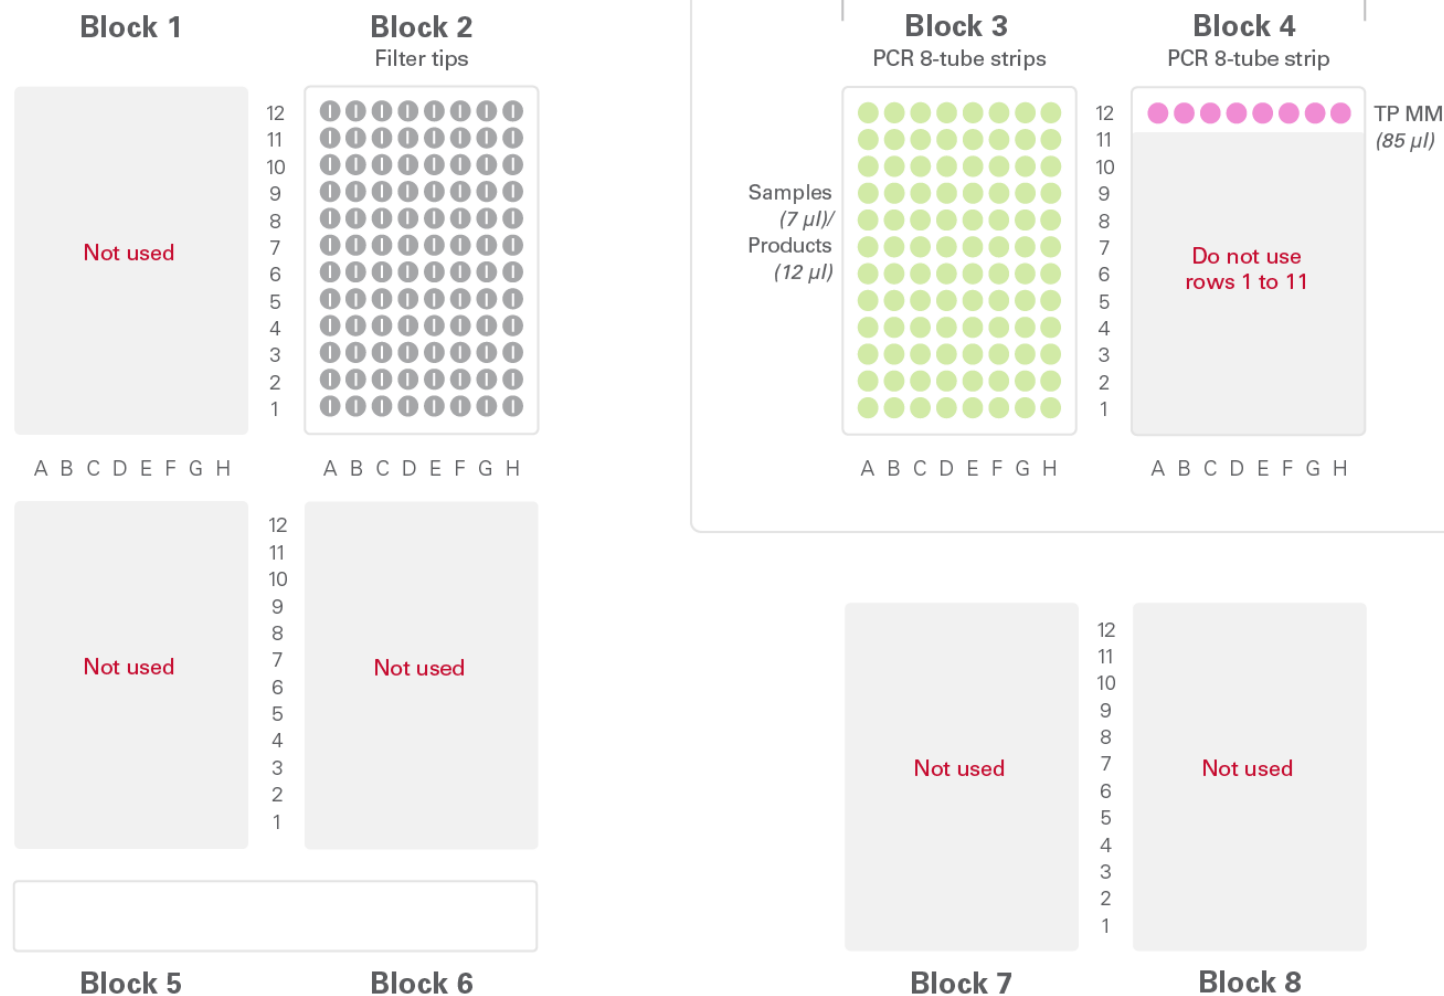 Block 1
Block 2
Filter tips
Block 3
PCR 8-tube strips
Block 4
PCR 8-tube strip
Not used
12
11
10
9
8
7
6
5
4
3
2
1
A B C D E F G H
A B C D E F G H
Samples
(7 µl)/
Products
(12 µl)
12
11
10
9
8
7
6
5
4
3
2
1
TP MM
(85 µl)
Do not use
rows 1 to 11
A B C D E F G H
A B C D E F G H
Not used
12
11
10
9
8
7
6
5
4
3
2
1
Not used
Not used
12
11
10
9
8
7
6
5
4
3
2
1
Not used
Block 5
Block 6
Block 7
Block 8